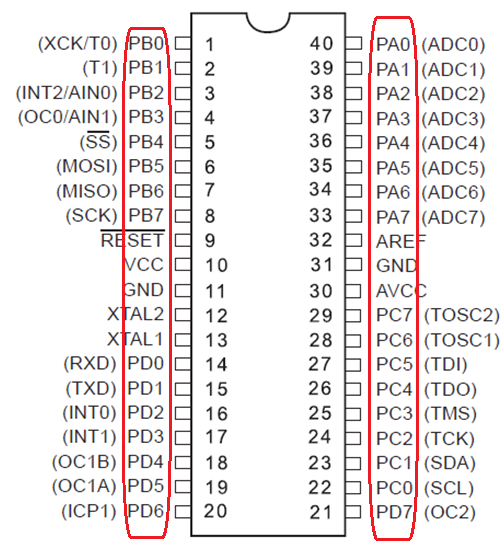 (XCK/T0) PB0 1 40 PA0 (ADC0)
(T1) PB1 2 39 PA1 (ADC1)
(INT2/AIN0) PB2 3 38 PA2 (ADC2)
(OC0/AIN1) PB3 4 37 PA3 (ADC3)
(SS) PB4 5 36 PA4 (ADC4)
(MOSI) PB5 6 35 PA5 (ADC5)
(MISO) PB6 7 34 PA6 (ADC6)
(SCK) PB7 8 33 PA7 (ADC7)
RESET 9 32 AREF
VCC 10 31 GND
GND 11 30 AVCC
XTAL2 12 29 PC7 (TOSC2)
XTAL1 13 28 PC6 (TOSC1)
(RXD) PD0 14 27 PC5 (TDI)
(TXD) PD1 15 26 PC4 (TDO)
(INT0) PD2 16 25 PC3 (TMS)
(INT1) PD3 17 24 PC2 (TCK)
(OC1B) PD4 18 23 PC1 (SDA)
(OC1A) PD5 19 22 PC0 (SCL)
(ICP1) PD6 20 21 PD7 (OC2)